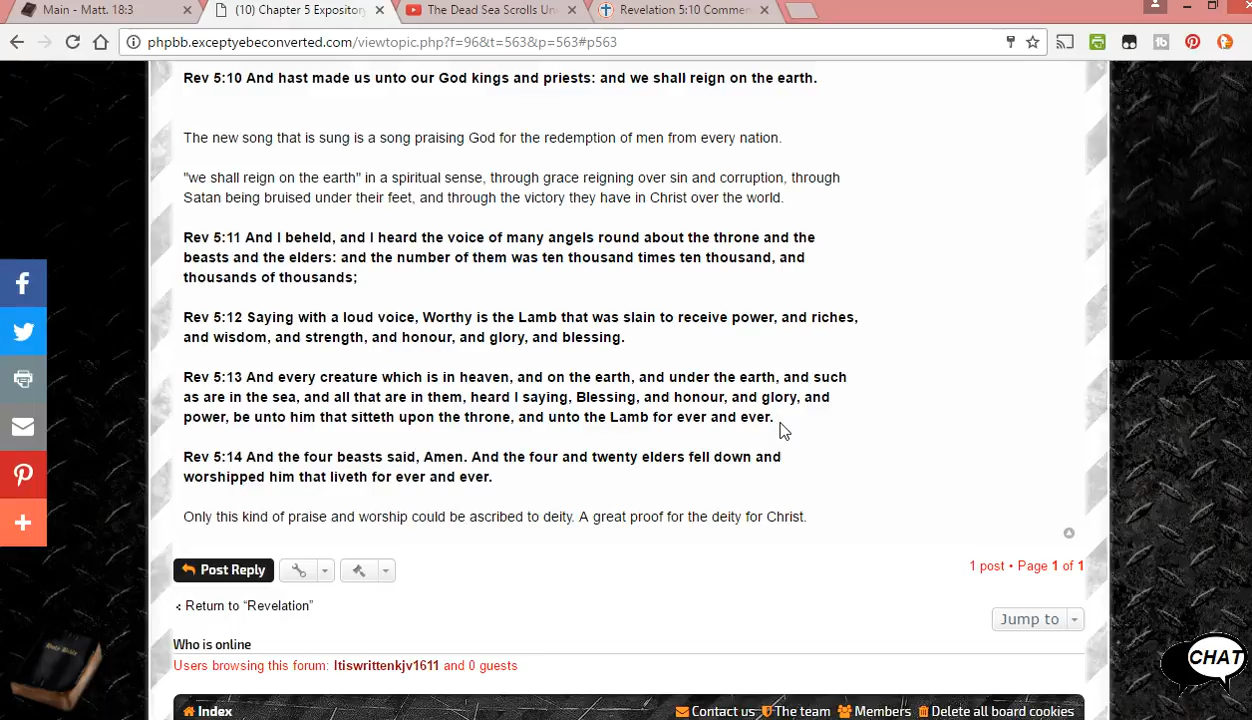 Main - Matt. 18:3
(10) Chapter 5 Expository
The Dead Sea Scrolls Un
Revelation 5:10 Comme
phpbb.exceptyebeconverted.com/viewtopic.php?f=96&t=563&p=563#p563
Rev 5:10 And hast made us unto our God kings and priests: and we shall reign on the earth.
The new song that is sung is a song praising God for the redemption of men from every nation.
"we shall reign on the earth" in a spiritual sense, through grace reigning over sin and corruption, through
Satan being bruised under their feet, and through the victory they have in Christ over the world.
Rev 5:11 And I beheld, and I heard the voice of many angels round about the throne and the
beasts and the elders: and the number of them was ten thousand times ten thousand, and
thousands of thousands;
Rev 5:12 Saying with a loud voice, Worthy is the Lamb that was slain to receive power, and riches,
and wisdom, and strength, and honour, and glory, and blessing.
Rev 5:13 And every creature which is in heaven, and on the earth, and under the earth, and such
as are in the sea, and all that are in them, heard I saying, Blessing, and honour, and glory, and
power, be unto him that sitteth upon the throne, and unto the Lamb for ever and ever.
Rev 5:14 And the four beasts said, Amen. And the four and twenty elders fell down and
worshipped him that liveth for ever and ever.
Only this kind of praise and worship could be ascribed to deity. A great proof for the deity for Christ.
Post Reply
1 post • Page 1 of 1
Return to “Revelation”
Jump to
Who is online
Users browsing this forum: Itiswrittenkjv1611 and 0 guests
CHAT
Index
Contact us
The team
Members
Delete all board cookies